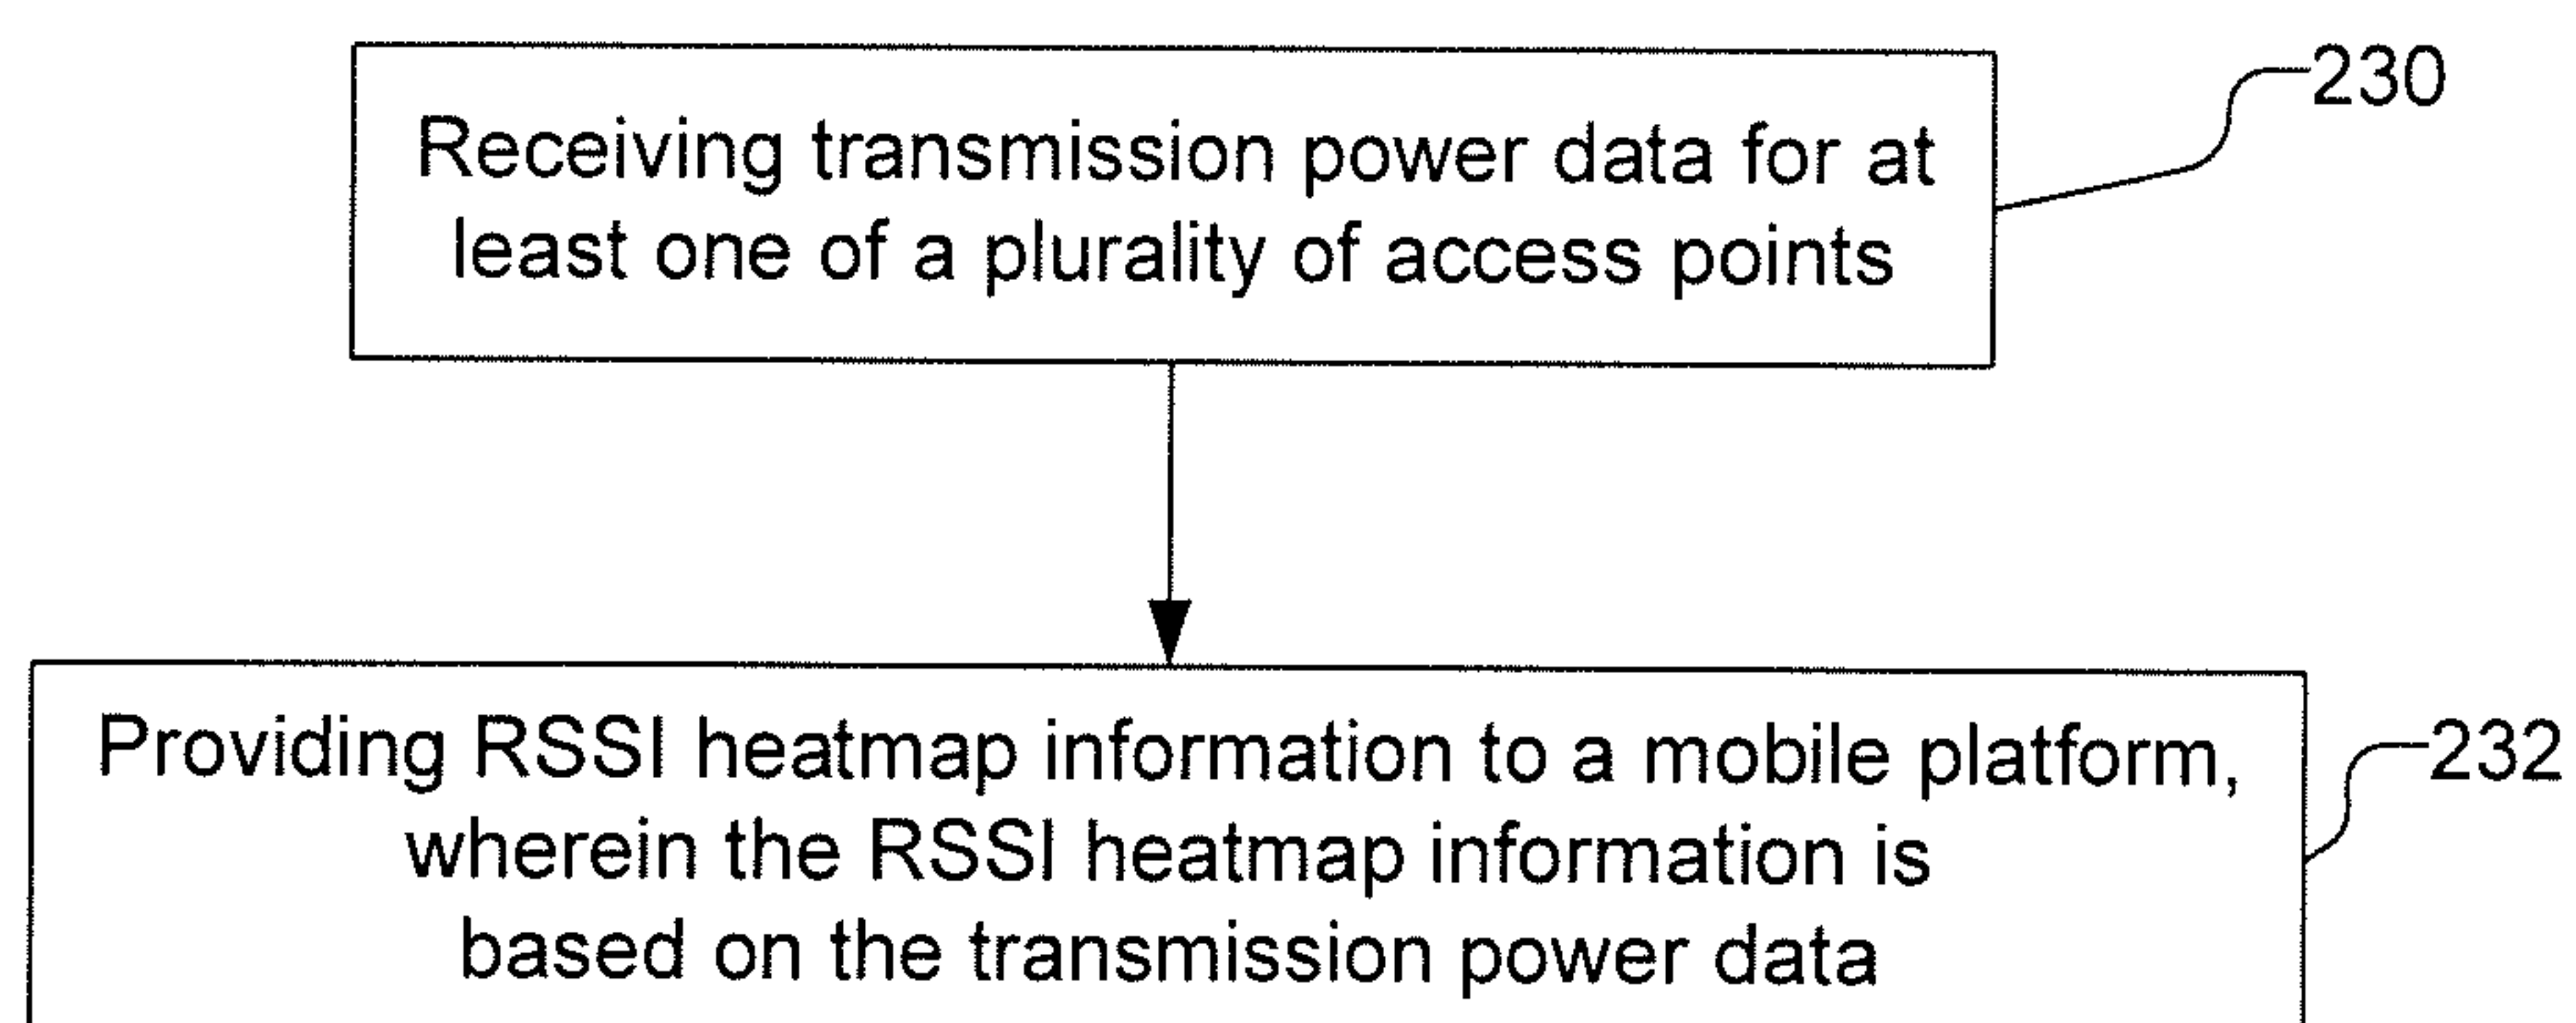 230
Receiving transmission power data for at
least one of a plurality of access points
Providing RSSI heatmap information to a mobile platform,
232
wherein the RSSI heatmap information is
based on the transmission power data